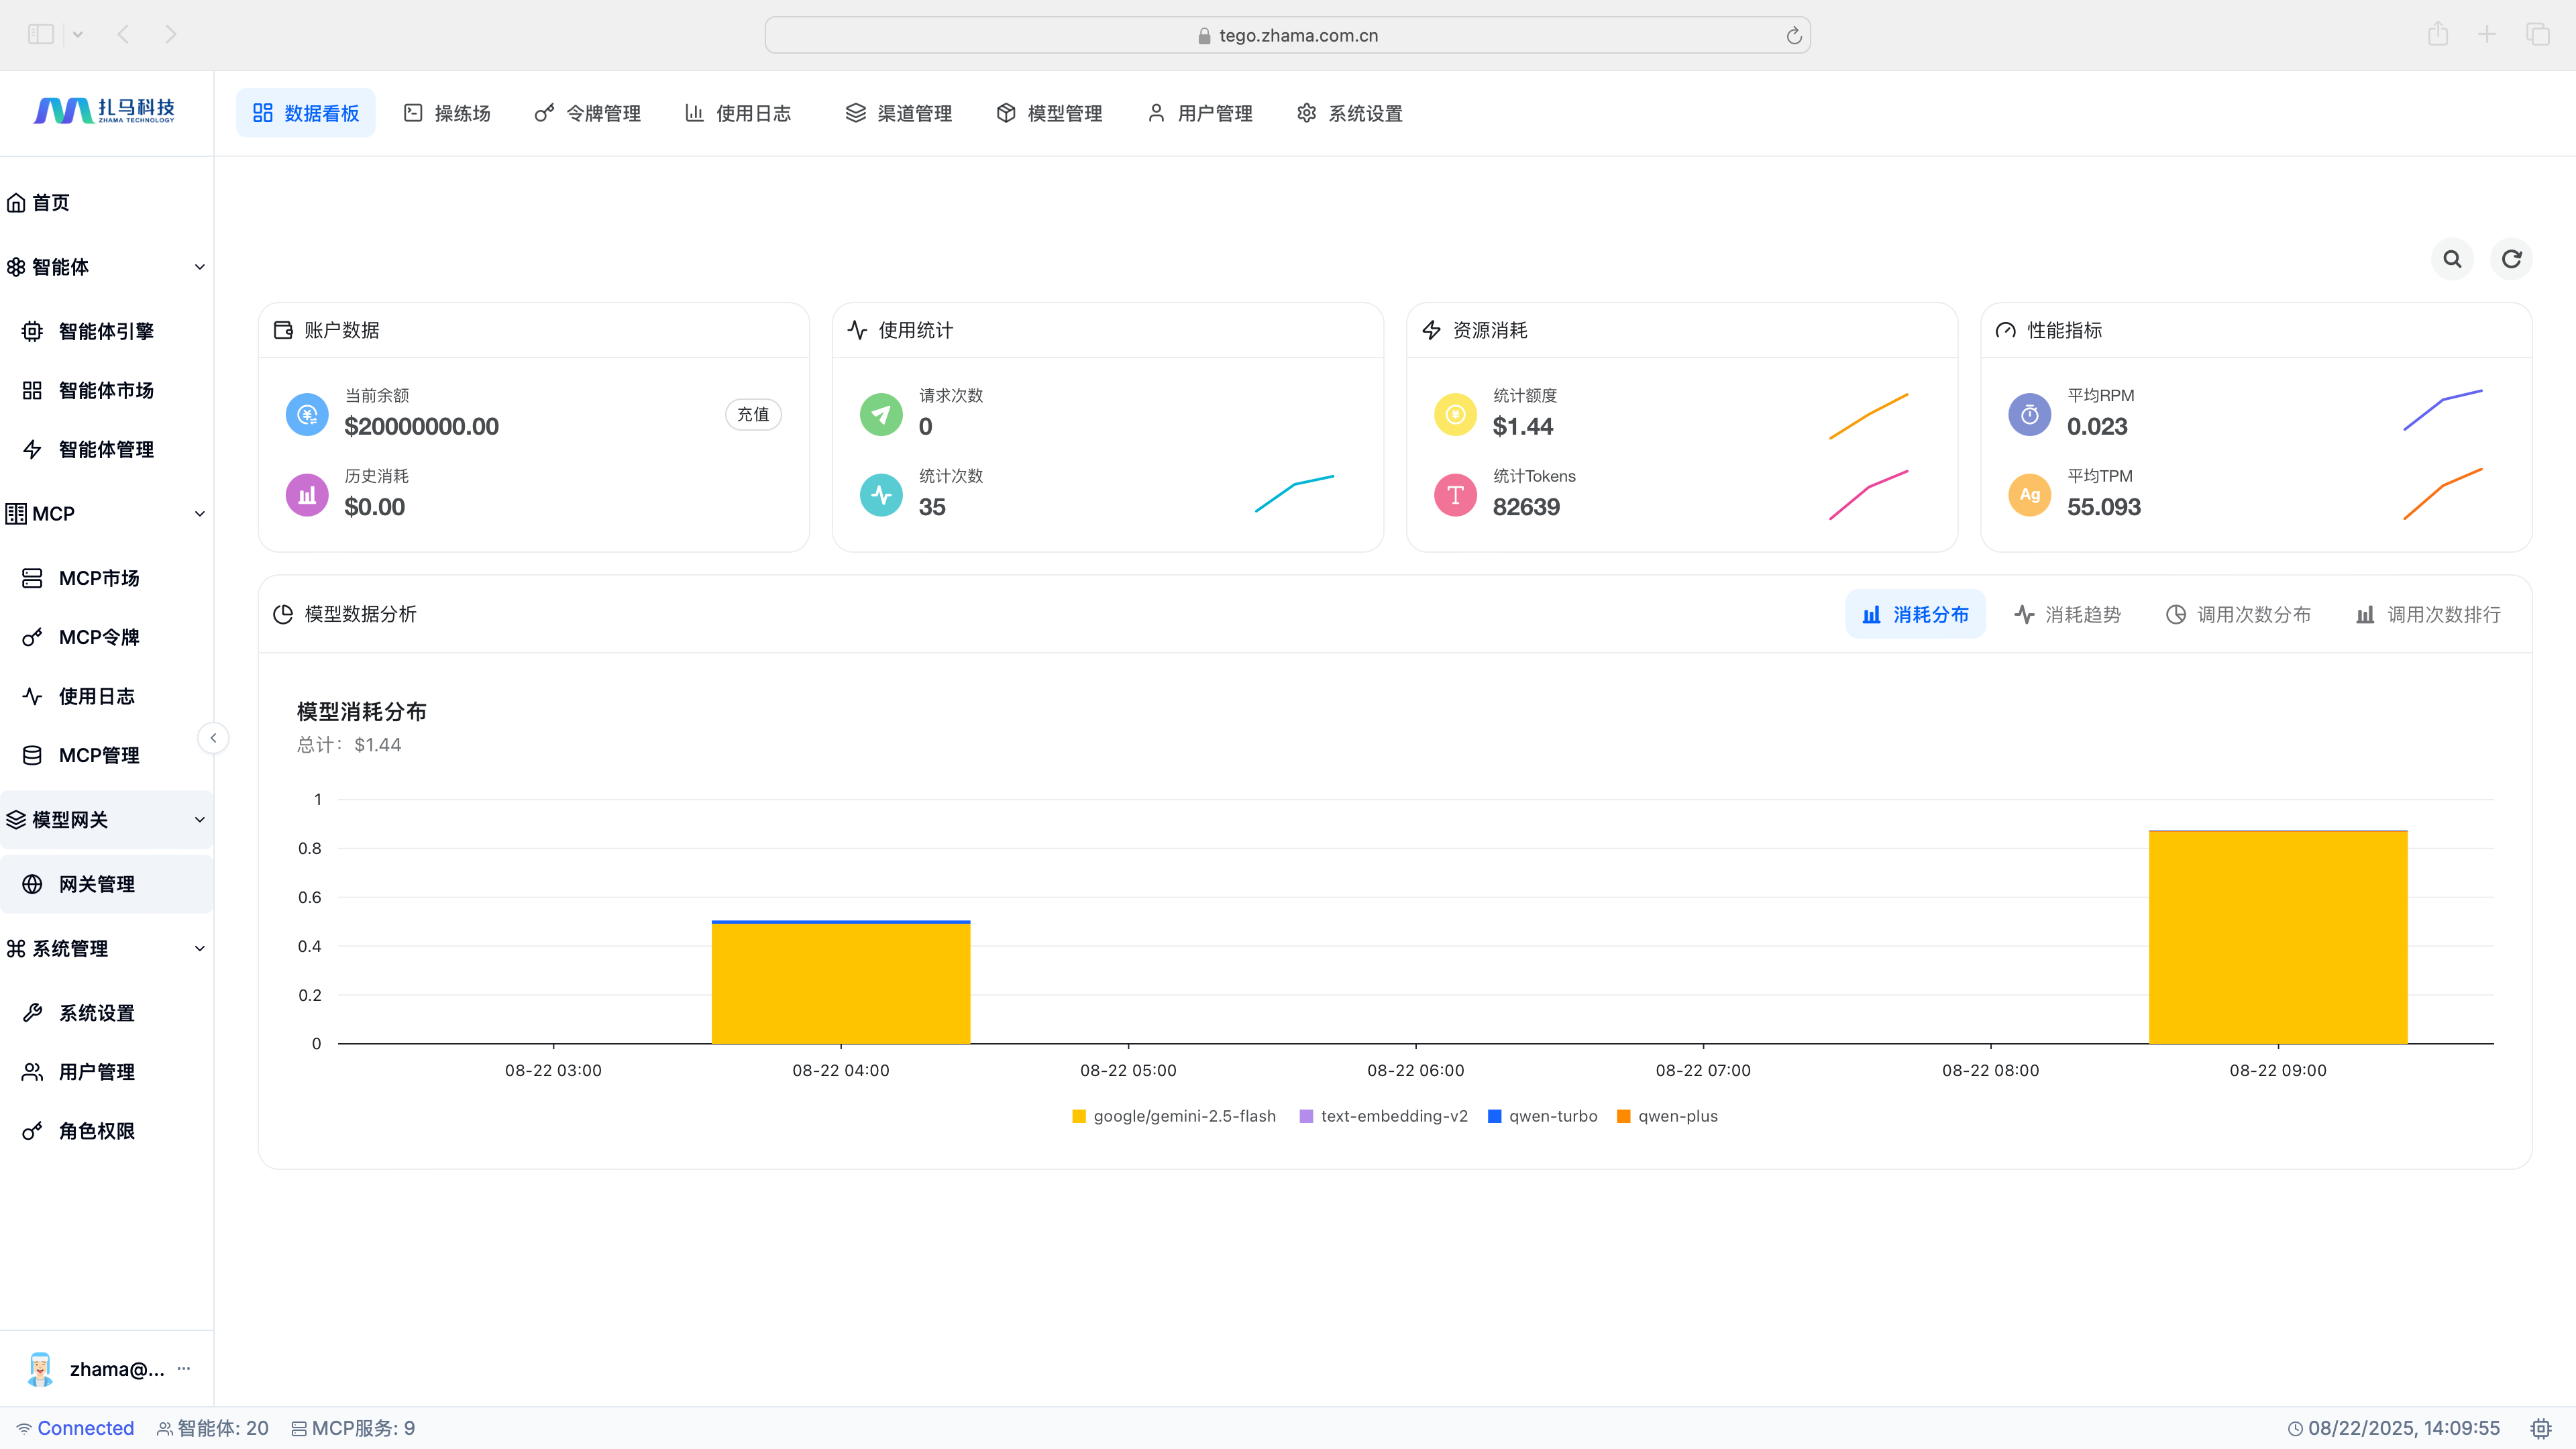 tego.zhama.com.cn
扎马科技
ZHAMA TECHNOLOGY
数据看板
操练场
令牌管理
使用日志
渠道管理
模型管理
用户管理
系统设置
首页
智能体
智能体引擎
智能体市场
智能体管理
MCP
MCP市场
MCP令牌
使用日志
MCP管理
模型网关
网关管理
系统管理
系统设置
用户管理
角色权限
zhama@... ...
账户数据
当前余额
$20000000.00
充值
历史消耗
$0.00
使用统计
请求次数
0
统计次数
35
资源消耗
统计额度
$1.44
T
统计Tokens
82639
性能指标
平均RPM
0.023
Ag
平均TPM
55.093
模型数据分析
消耗分布
消耗趋势
调用次数分布
调用次数排行
模型消耗分布
总计：$1.44
1
0.8
0.6
0.4
0.2
0
08-22 03:00
08-22 04:00
08-22 05:00
08-22 06:00
08-22 07:00
08-22 08:00
08-22 09:00
google/gemini-2.5-flash
text-embedding-v2
qwen-turbo
qwen-plus
Connected
智能体: 20
MCP服务: 9
08/22/2025, 14:09:55